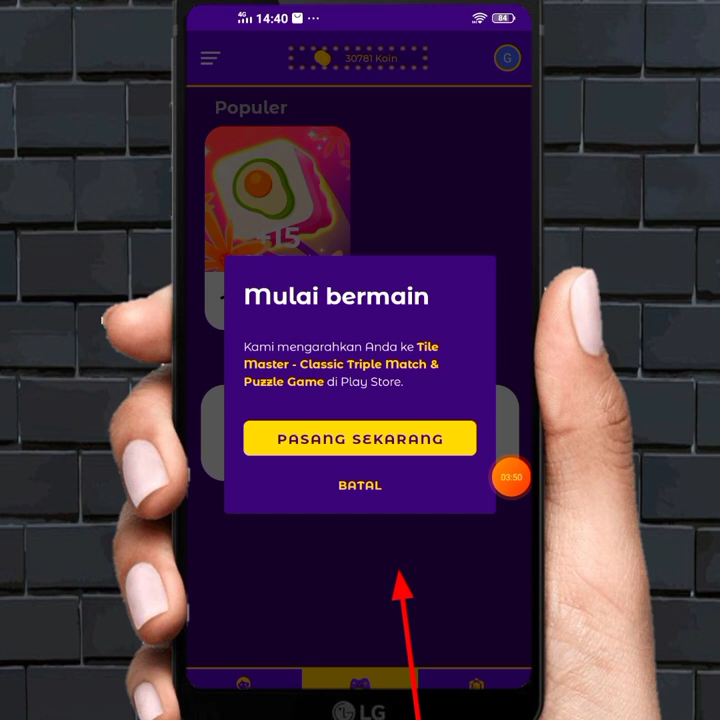 4G
14:40
84
30781 Koin
G
Populer
Mulai bermain
Kami mengarahkan Anda ke Tile
Master - Classic Triple Match &
Puzzle Game di Play Store.
PASANG SEKARANG
BATAL
03:50
LG